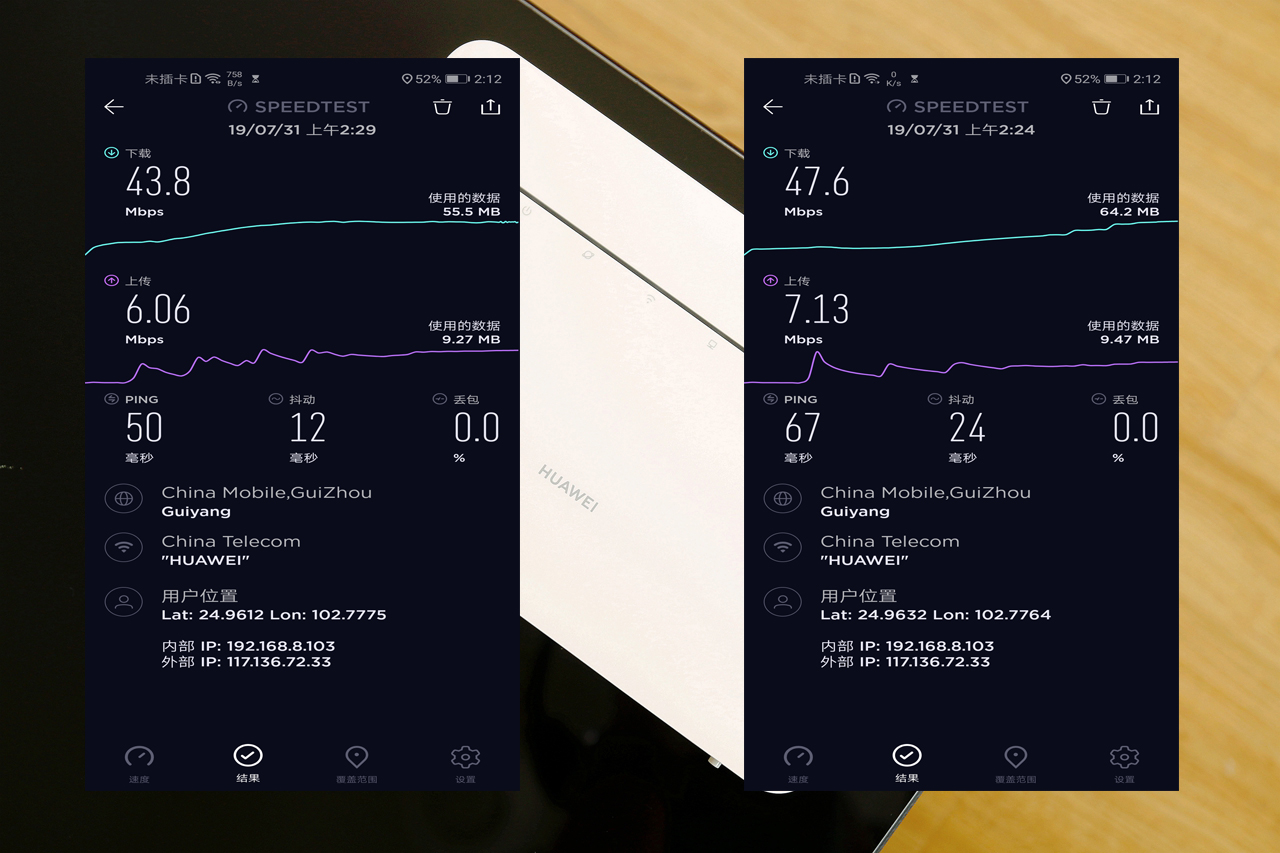 未插卡 758 B/s 52% 2:12
SPEEDTEST
19/07/31 上午2:29
下载
43.8
Mbps
使用的数据
55.5 MB
上传
6.06
Mbps
使用的数据
9.27 MB
PING 抖动 丢包
50 12 0.0
毫秒 毫秒 %
China Mobile,GuiZhou
Guiyang
China Telecom
"HUAWEI"
用户位置
Lat: 24.9612 Lon: 102.7775
内部 IP: 192.168.8.103
外部 IP: 117.136.72.33
速度 结果 覆盖范围 设置
HUAWEI
未插卡 0 K/s 52% 2:12
SPEEDTEST
19/07/31 上午2:24
下载
47.6
Mbps
使用的数据
64.2 MB
上传
7.13
Mbps
使用的数据
9.47 MB
PING 抖动 丢包
67 24 0.0
毫秒 毫秒 %
China Mobile,GuiZhou
Guiyang
China Telecom
"HUAWEI"
用户位置
Lat: 24.9632 Lon: 102.7764
内部 IP: 192.168.8.103
外部 IP: 117.136.72.33
速度 结果 覆盖范围 设置